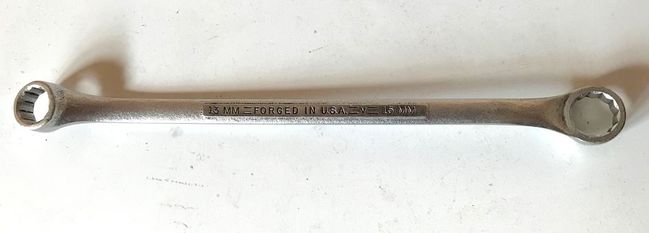 13 MM = FORGED IN U.S.A. = V = 15 MM